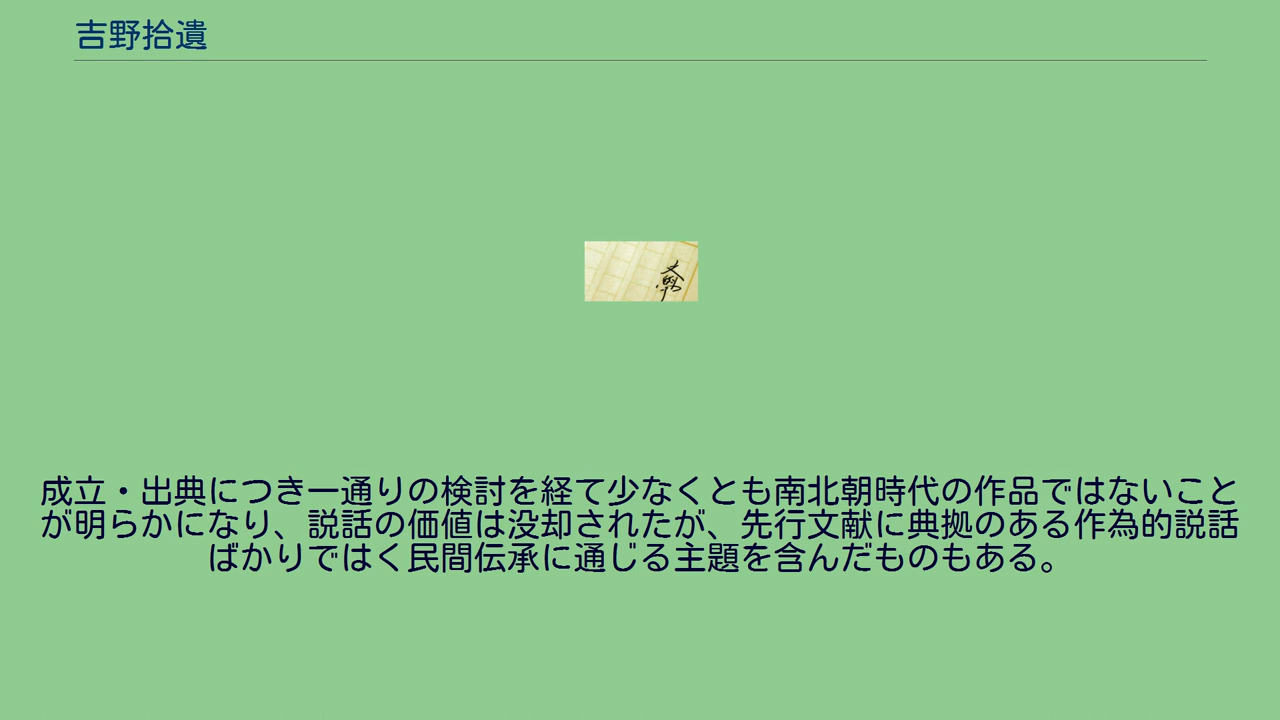 吉野拾遺
成立・出典につき一通りの検討を経て少なくとも南北朝時代の作品ではないこと
が明らかになり、説話の価値は没却されたが、先行文献に典拠のある作為的説話
ばかりではく民間伝承に通じる主題を含んだものもある。